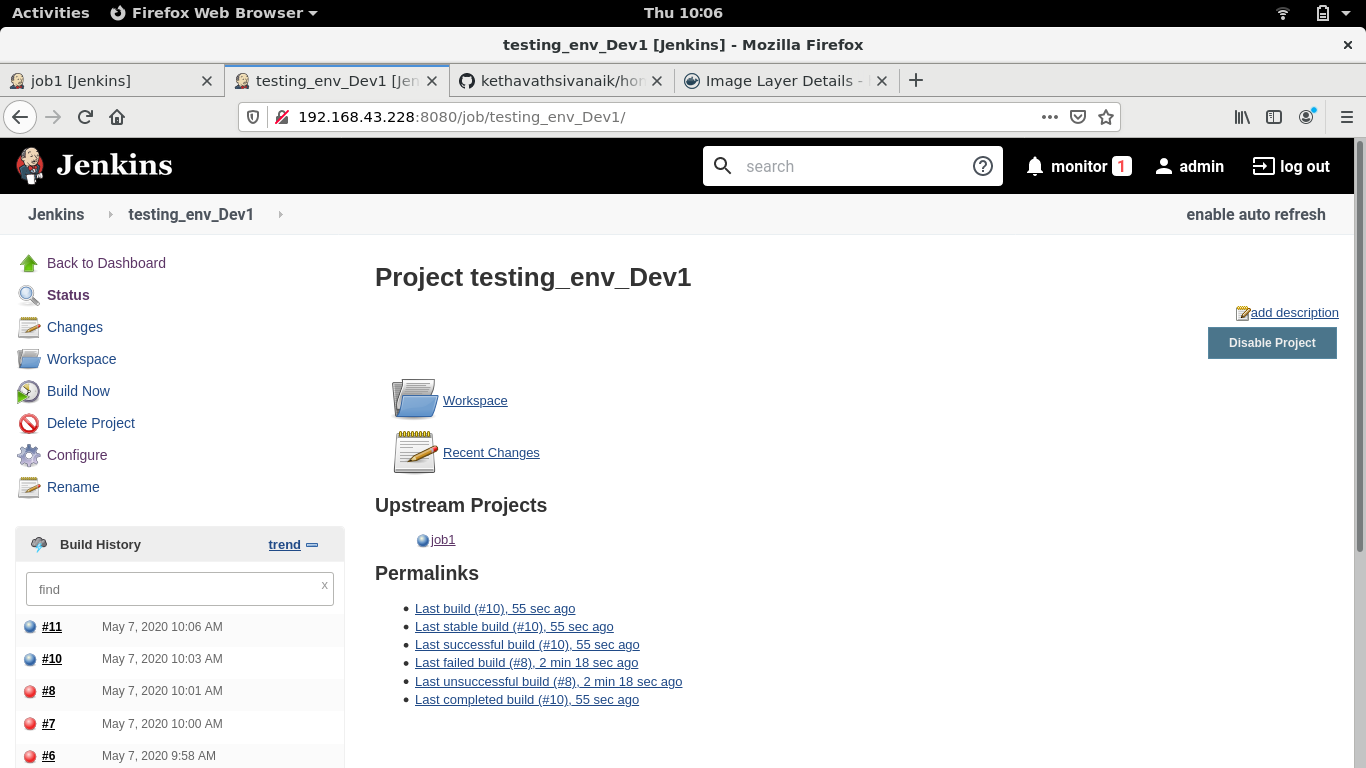 Activities Firefox Web Browser Thu 10:06
testing_env_Dev1 [Jenkins] - Mozilla Firefox
job1 [Jenkins] testing_env_Dev1 [Jen kethavathsivanaik/hor Image Layer Details -
192.168.43.228:8080/job/testing_env_Dev1/
Jenkins search monitor 1 admin log out
Jenkins testing_env_Dev1 enable auto refresh
Back to Dashboard
Status
Changes
Workspace
Build Now
Delete Project
Configure
Rename
Build History trend
find x
#11 May 7, 2020 10:06 AM
#10 May 7, 2020 10:03 AM
#8 May 7, 2020 10:01 AM
#7 May 7, 2020 10:00 AM
#6 May 7, 2020 9:58 AM
Project testing_env_Dev1
add description
Disable Project
Workspace
Recent Changes
Upstream Projects
job1
Permalinks
Last build (#10), 55 sec ago
Last stable build (#10), 55 sec ago
Last successful build (#10), 55 sec ago
Last failed build (#8), 2 min 18 sec ago
Last unsuccessful build (#8), 2 min 18 sec ago
Last completed build (#10), 55 sec ago